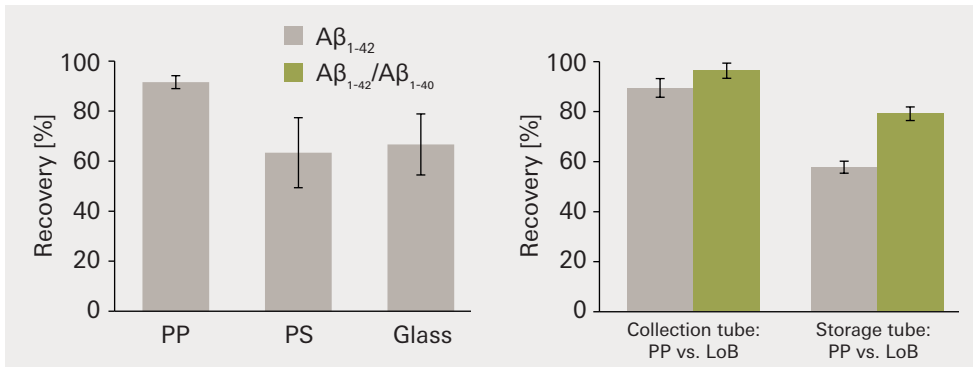 Aβ1-42
Aβ1-42/Aβ1-40
Recovery [%]
100
80
60
40
20
0
PP
PS
Glass
Recovery [%]
100
80
60
40
20
0
Collection tube:
PP vs. LoB
Storage tube:
PP vs. LoB